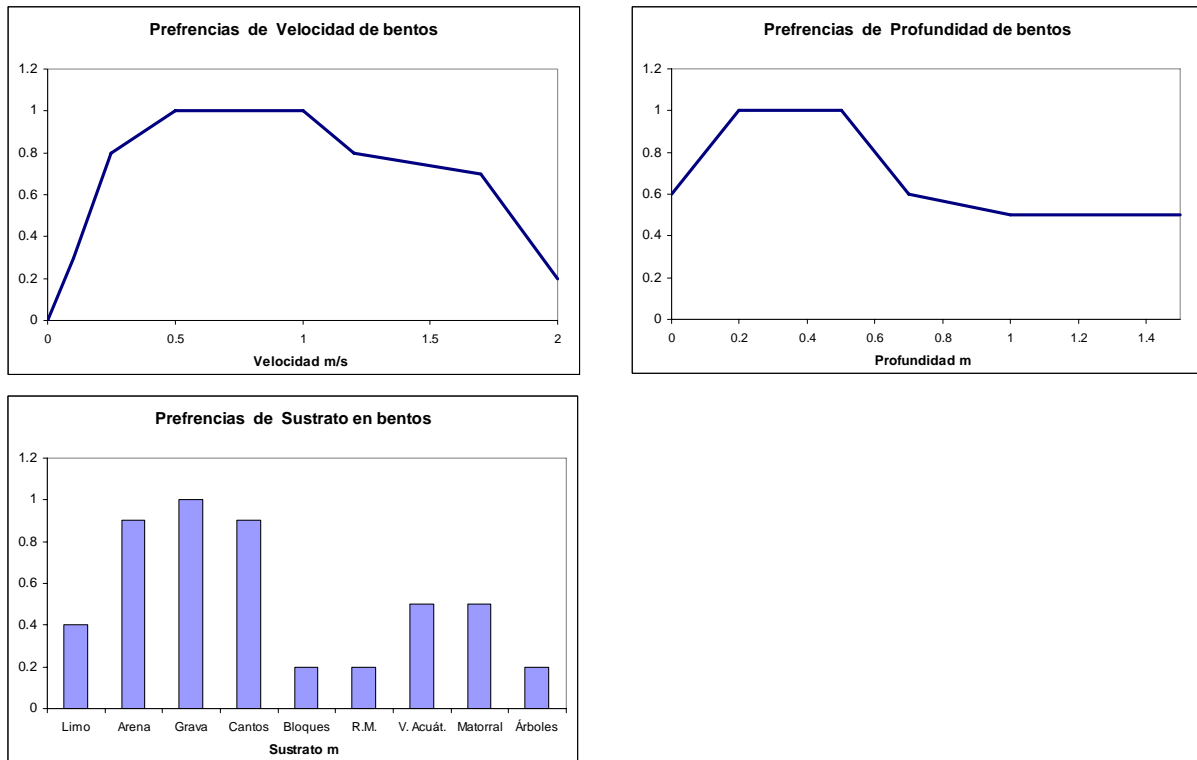 Prefrencias de Velocidad de bentos
1.2
1
0.8
0.6
0.4
0.2
0
0 0.5 1 1.5 2
Velocidad m/s
Prefrencias de Profundidad de bentos
1.2
1
0.8
0.6
0.4
0.2
0
0 0.2 0.4 0.6 0.8 1 1.2 1.4
Profundidad m
Prefrencias de Sustrato en bentos
1.2
1
0.8
0.6
0.4
0.2
0
Limo Arena Grava Cantos Bloques R.M. V. Acuát. Matorral Árboles
Sustrato m